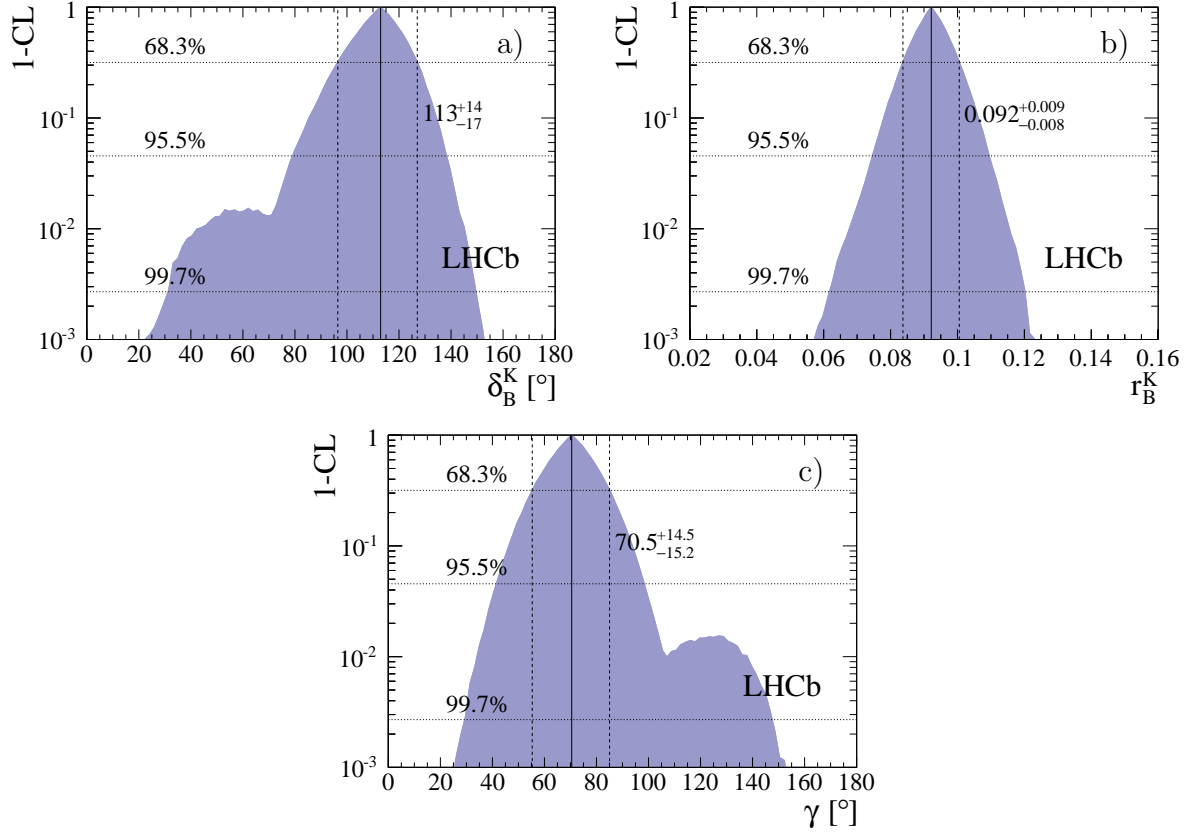 1-CL
1
10⁻¹
10⁻²
10⁻³
68.3%
95.5%
99.7%
a)
113 +14 −17
LHCb
0 20 40 60 80 100 120 140 160 180
δ_B^K [°]
1-CL
1
10⁻¹
10⁻²
10⁻³
68.3%
95.5%
99.7%
b)
0.092 +0.009 −0.008
LHCb
0.02 0.04 0.06 0.08 0.1 0.12 0.14 0.16
r_B^K
1-CL
1
10⁻¹
10⁻²
10⁻³
68.3%
95.5%
99.7%
c)
70.5 +14.5 −15.2
LHCb
0 20 40 60 80 100 120 140 160 180
γ [°]